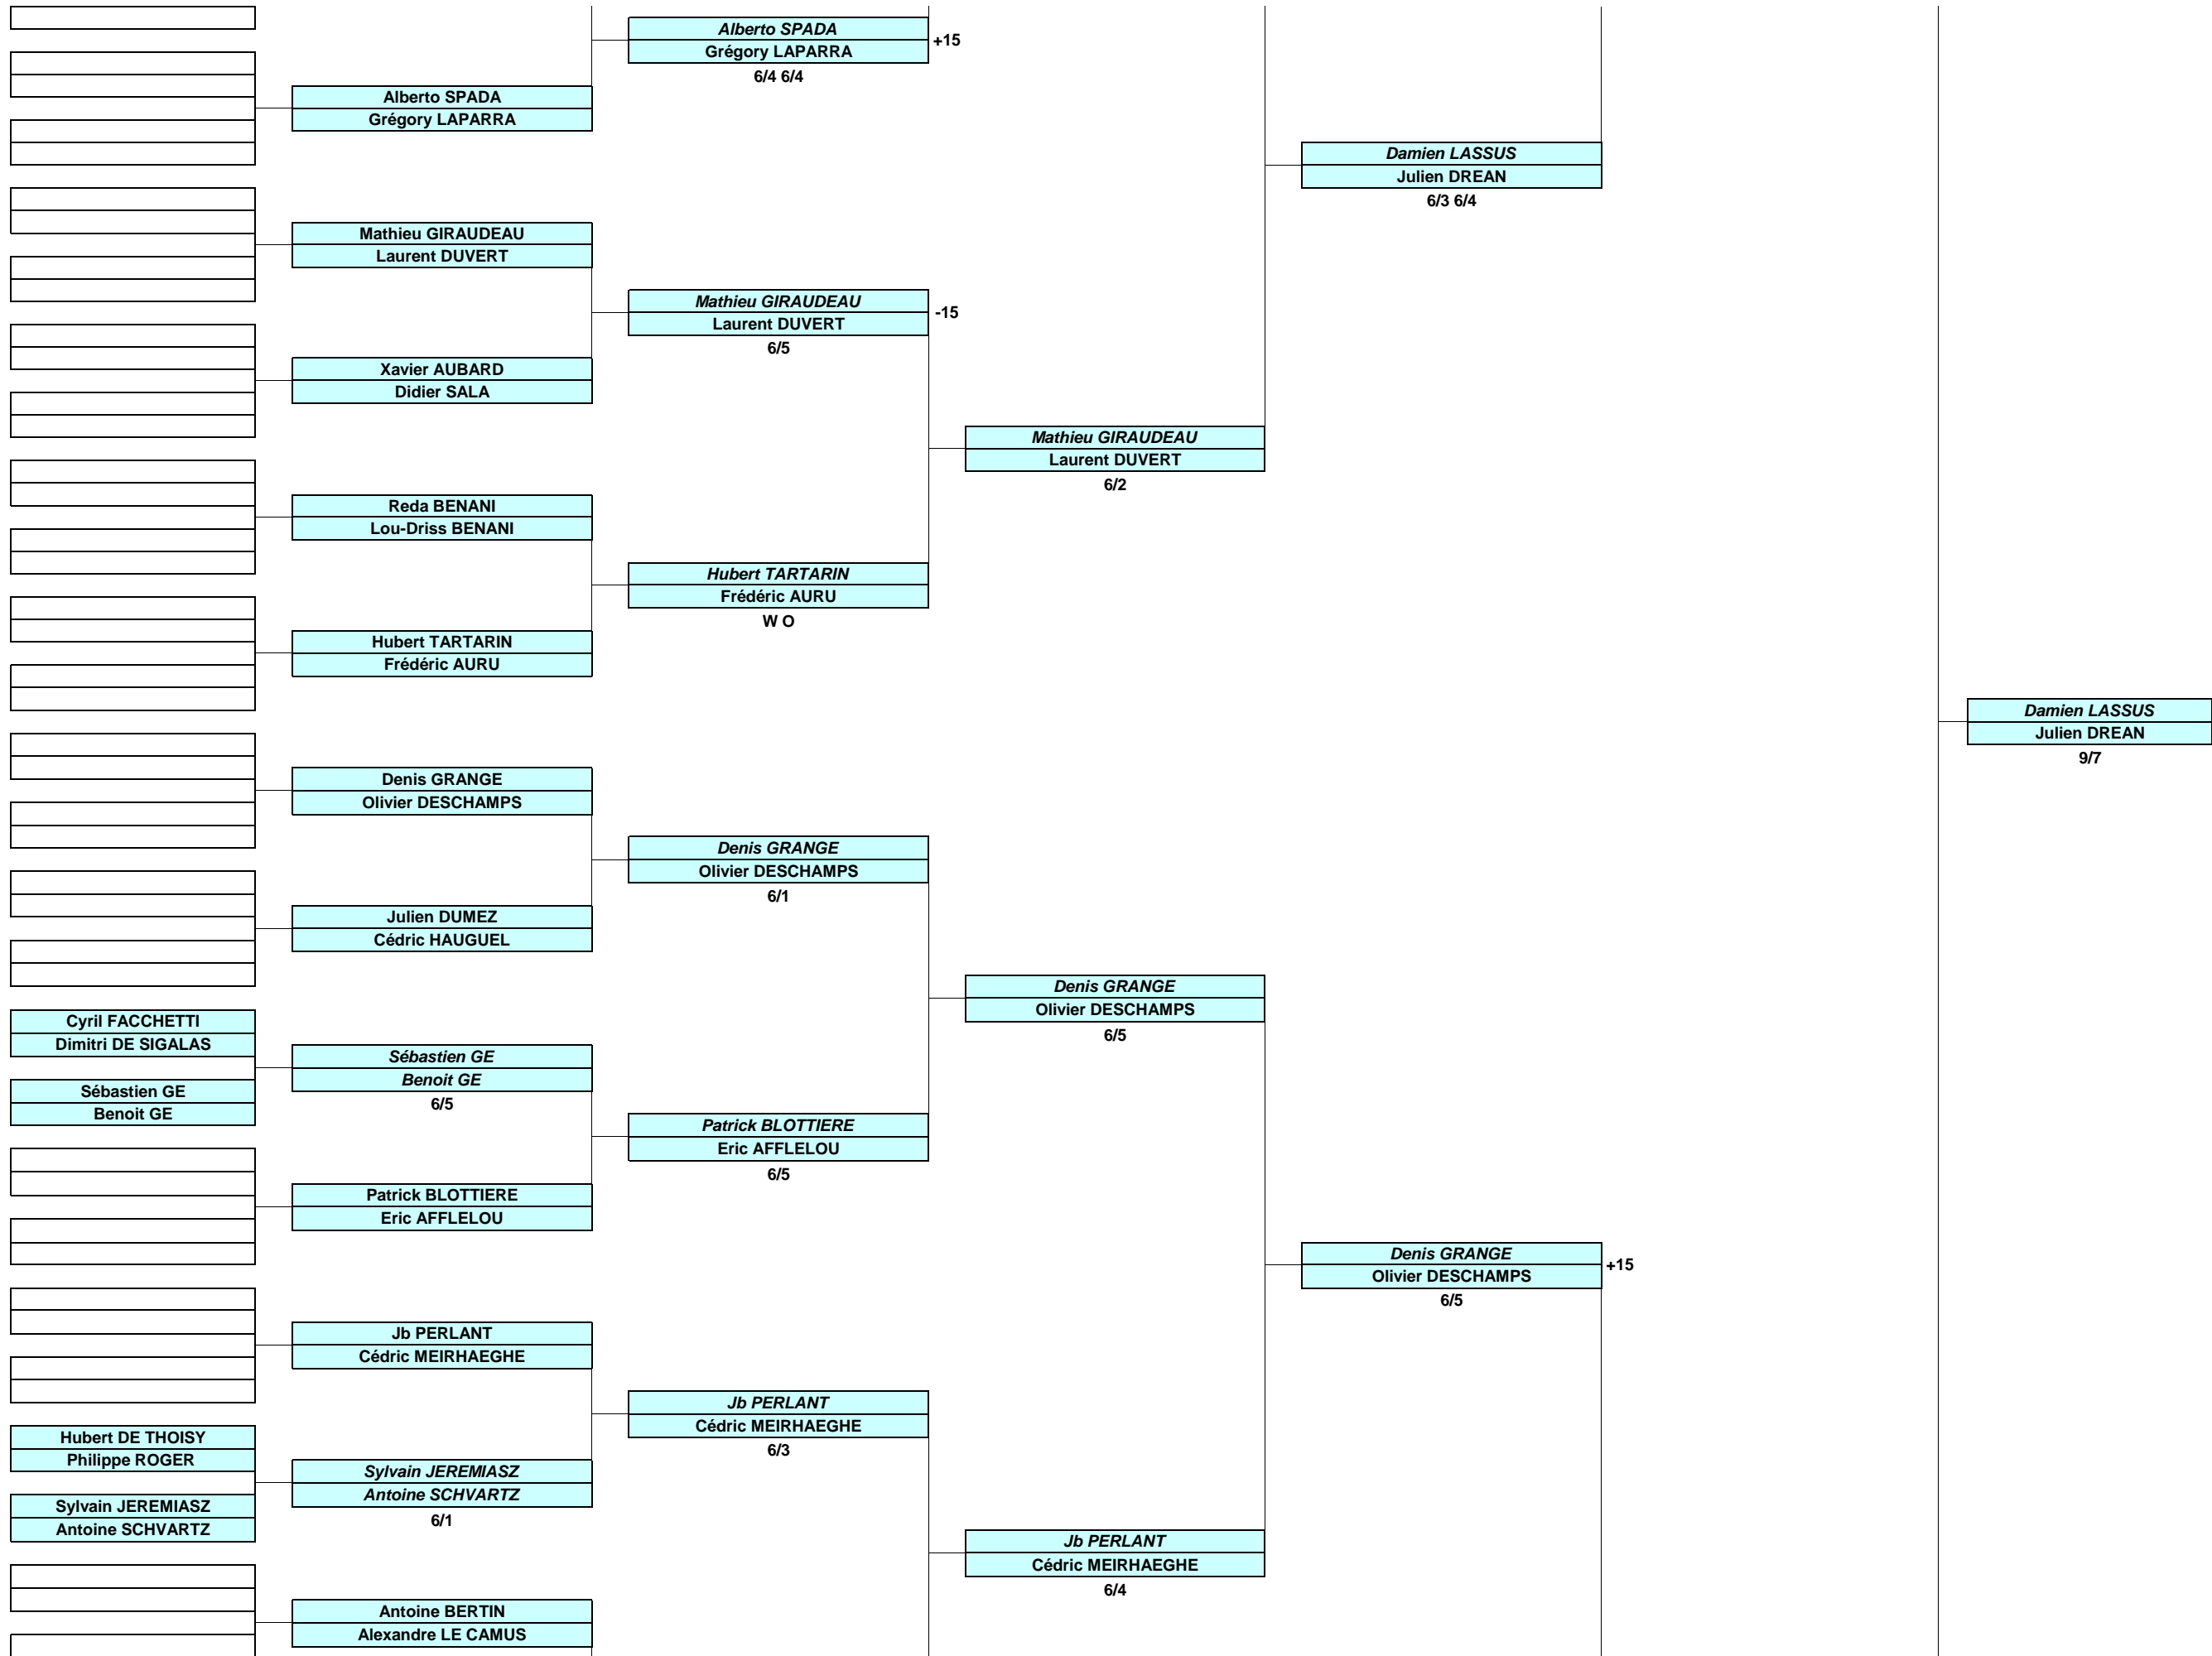 Alberto SPADA
Grégory LAPARRA
+15
6/4 6/4
Alberto SPADA
Grégory LAPARRA
Damien LASSUS
Julien DREAN
6/3 6/4
Mathieu GIRAUDEAU
Laurent DUVERT
Mathieu GIRAUDEAU
Laurent DUVERT
-15
6/5
Xavier AUBARD
Didier SALA
Mathieu GIRAUDEAU
Laurent DUVERT
6/2
Reda BENANI
Lou-Driss BENANI
Hubert TARTARIN
Frédéric AURU
W O
Hubert TARTARIN
Frédéric AURU
Damien LASSUS
Julien DREAN
9/7
Denis GRANGE
Olivier DESCHAMPS
Denis GRANGE
Olivier DESCHAMPS
6/1
Julien DUMEZ
Cédric HAUGUEL
Denis GRANGE
Olivier DESCHAMPS
6/5
Cyril FACCHETTI
Dimitri DE SIGALAS
Sébastien GE
Benoit GE
6/5
Sébastien GE
Benoit GE
Patrick BLOTTIERE
Eric AFFLELOU
6/5
Patrick BLOTTIERE
Eric AFFLELOU
Denis GRANGE
Olivier DESCHAMPS
+15
6/5
Jb PERLANT
Cédric MEIRHAEGHE
Jb PERLANT
Cédric MEIRHAEGHE
6/3
Hubert DE THOISY
Philippe ROGER
Sylvain JEREMIASZ
Antoine SCHVARTZ
6/1
Sylvain JEREMIASZ
Antoine SCHVARTZ
Jb PERLANT
Cédric MEIRHAEGHE
6/4
Antoine BERTIN
Alexandre LE CAMUS